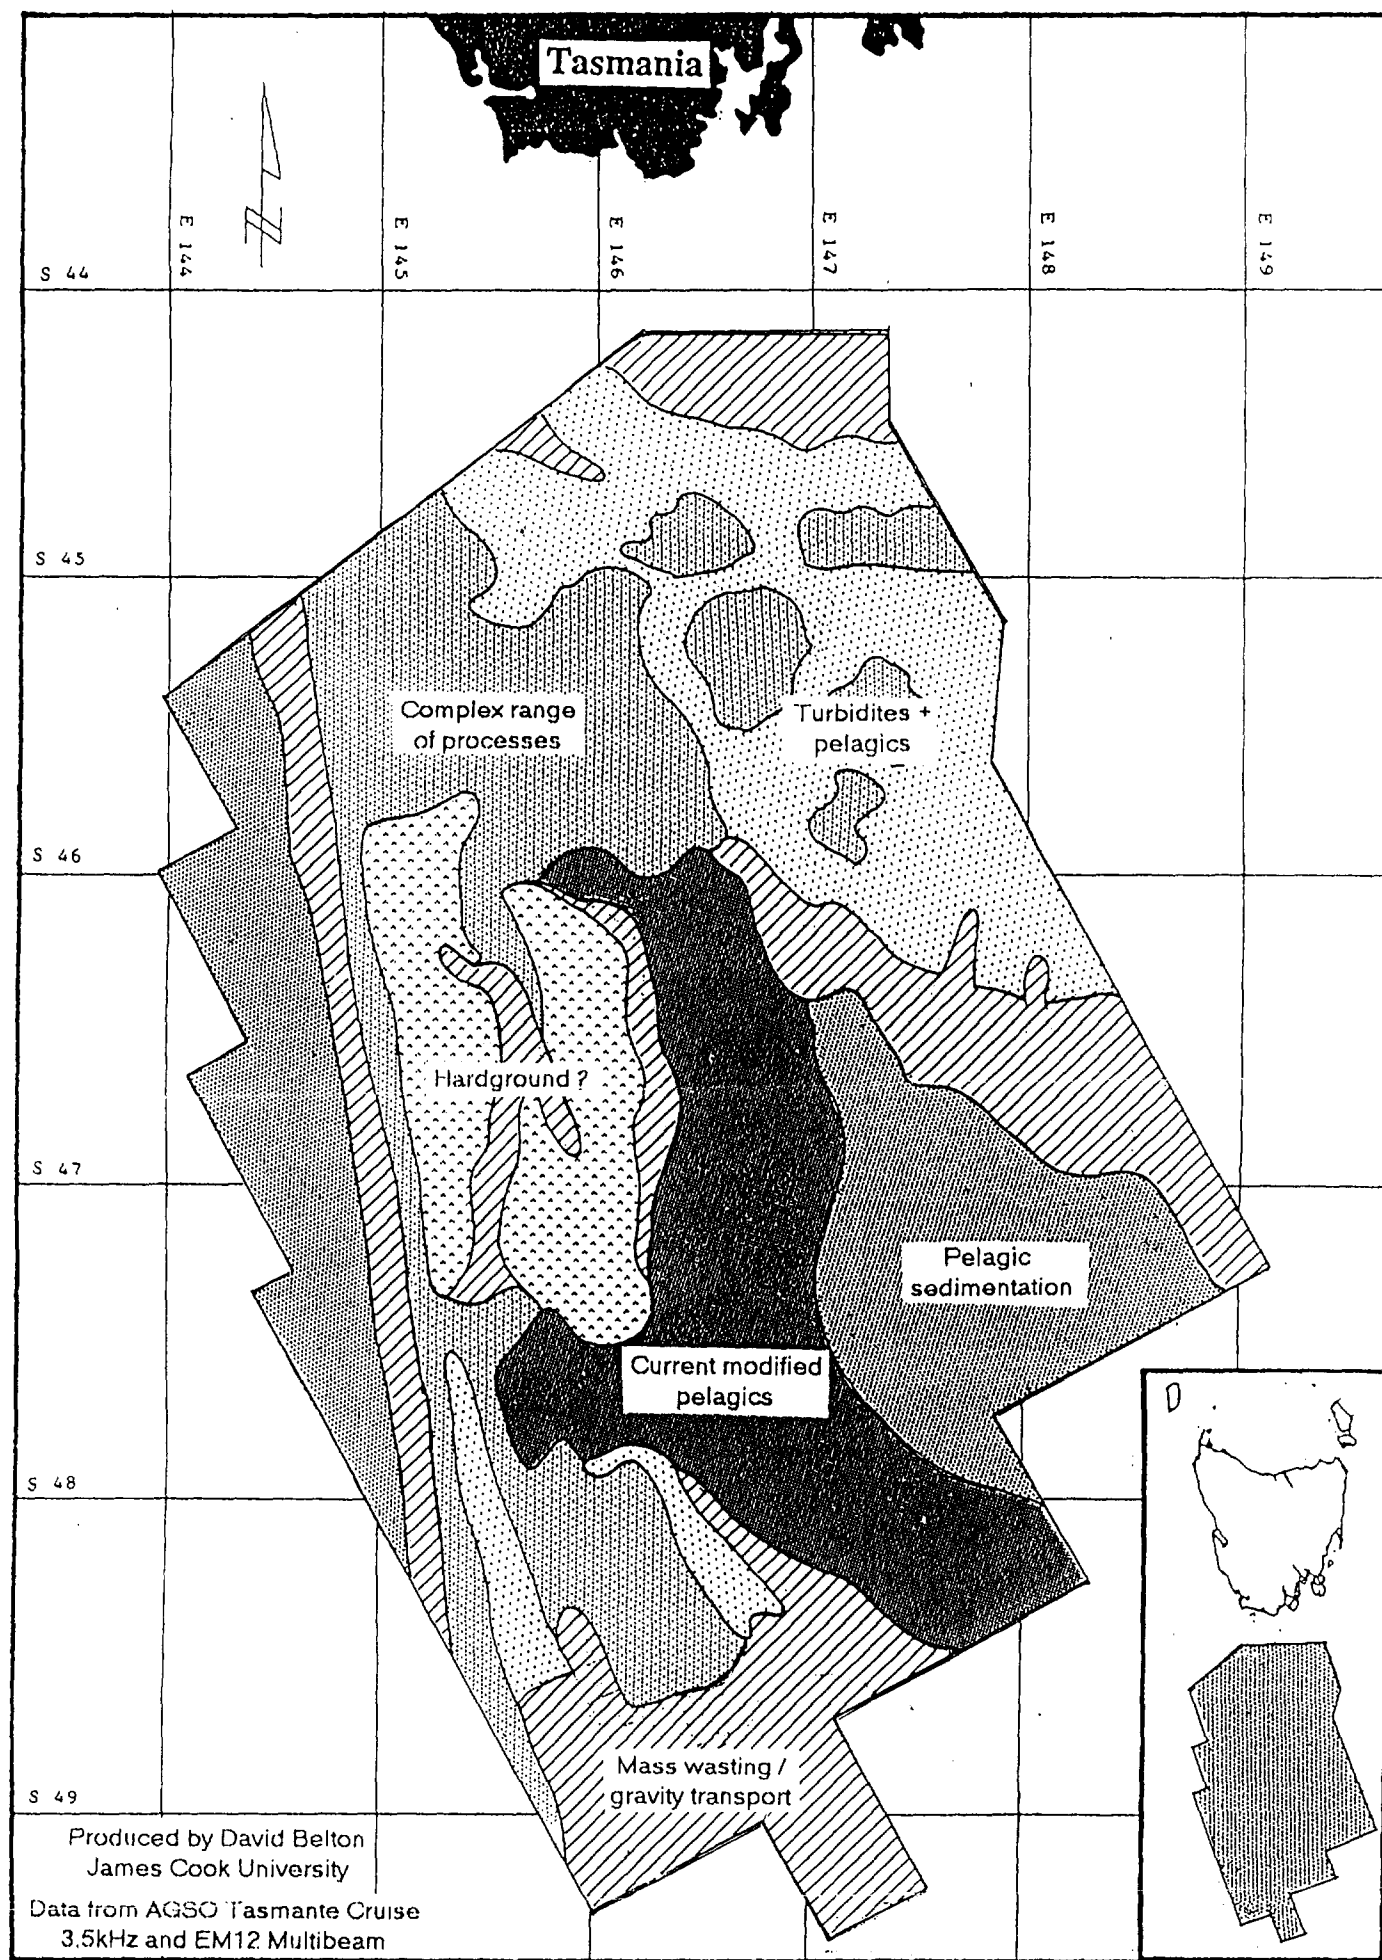 Tasmania
E 144
E 145
E 146
E 147
E 148
E 149
S 44
S 45
Complex range
of processes
Turbidites +
pelagics
S 46
Hardground ?
S 47
Pelagic
sedimentation
Current modified
pelagics
S 48
Mass wasting /
gravity transport
S 49
Produced by David Belton
James Cook University
Data from AGSO Tasmante Cruise
3.5kHz and EM12 Multibeam